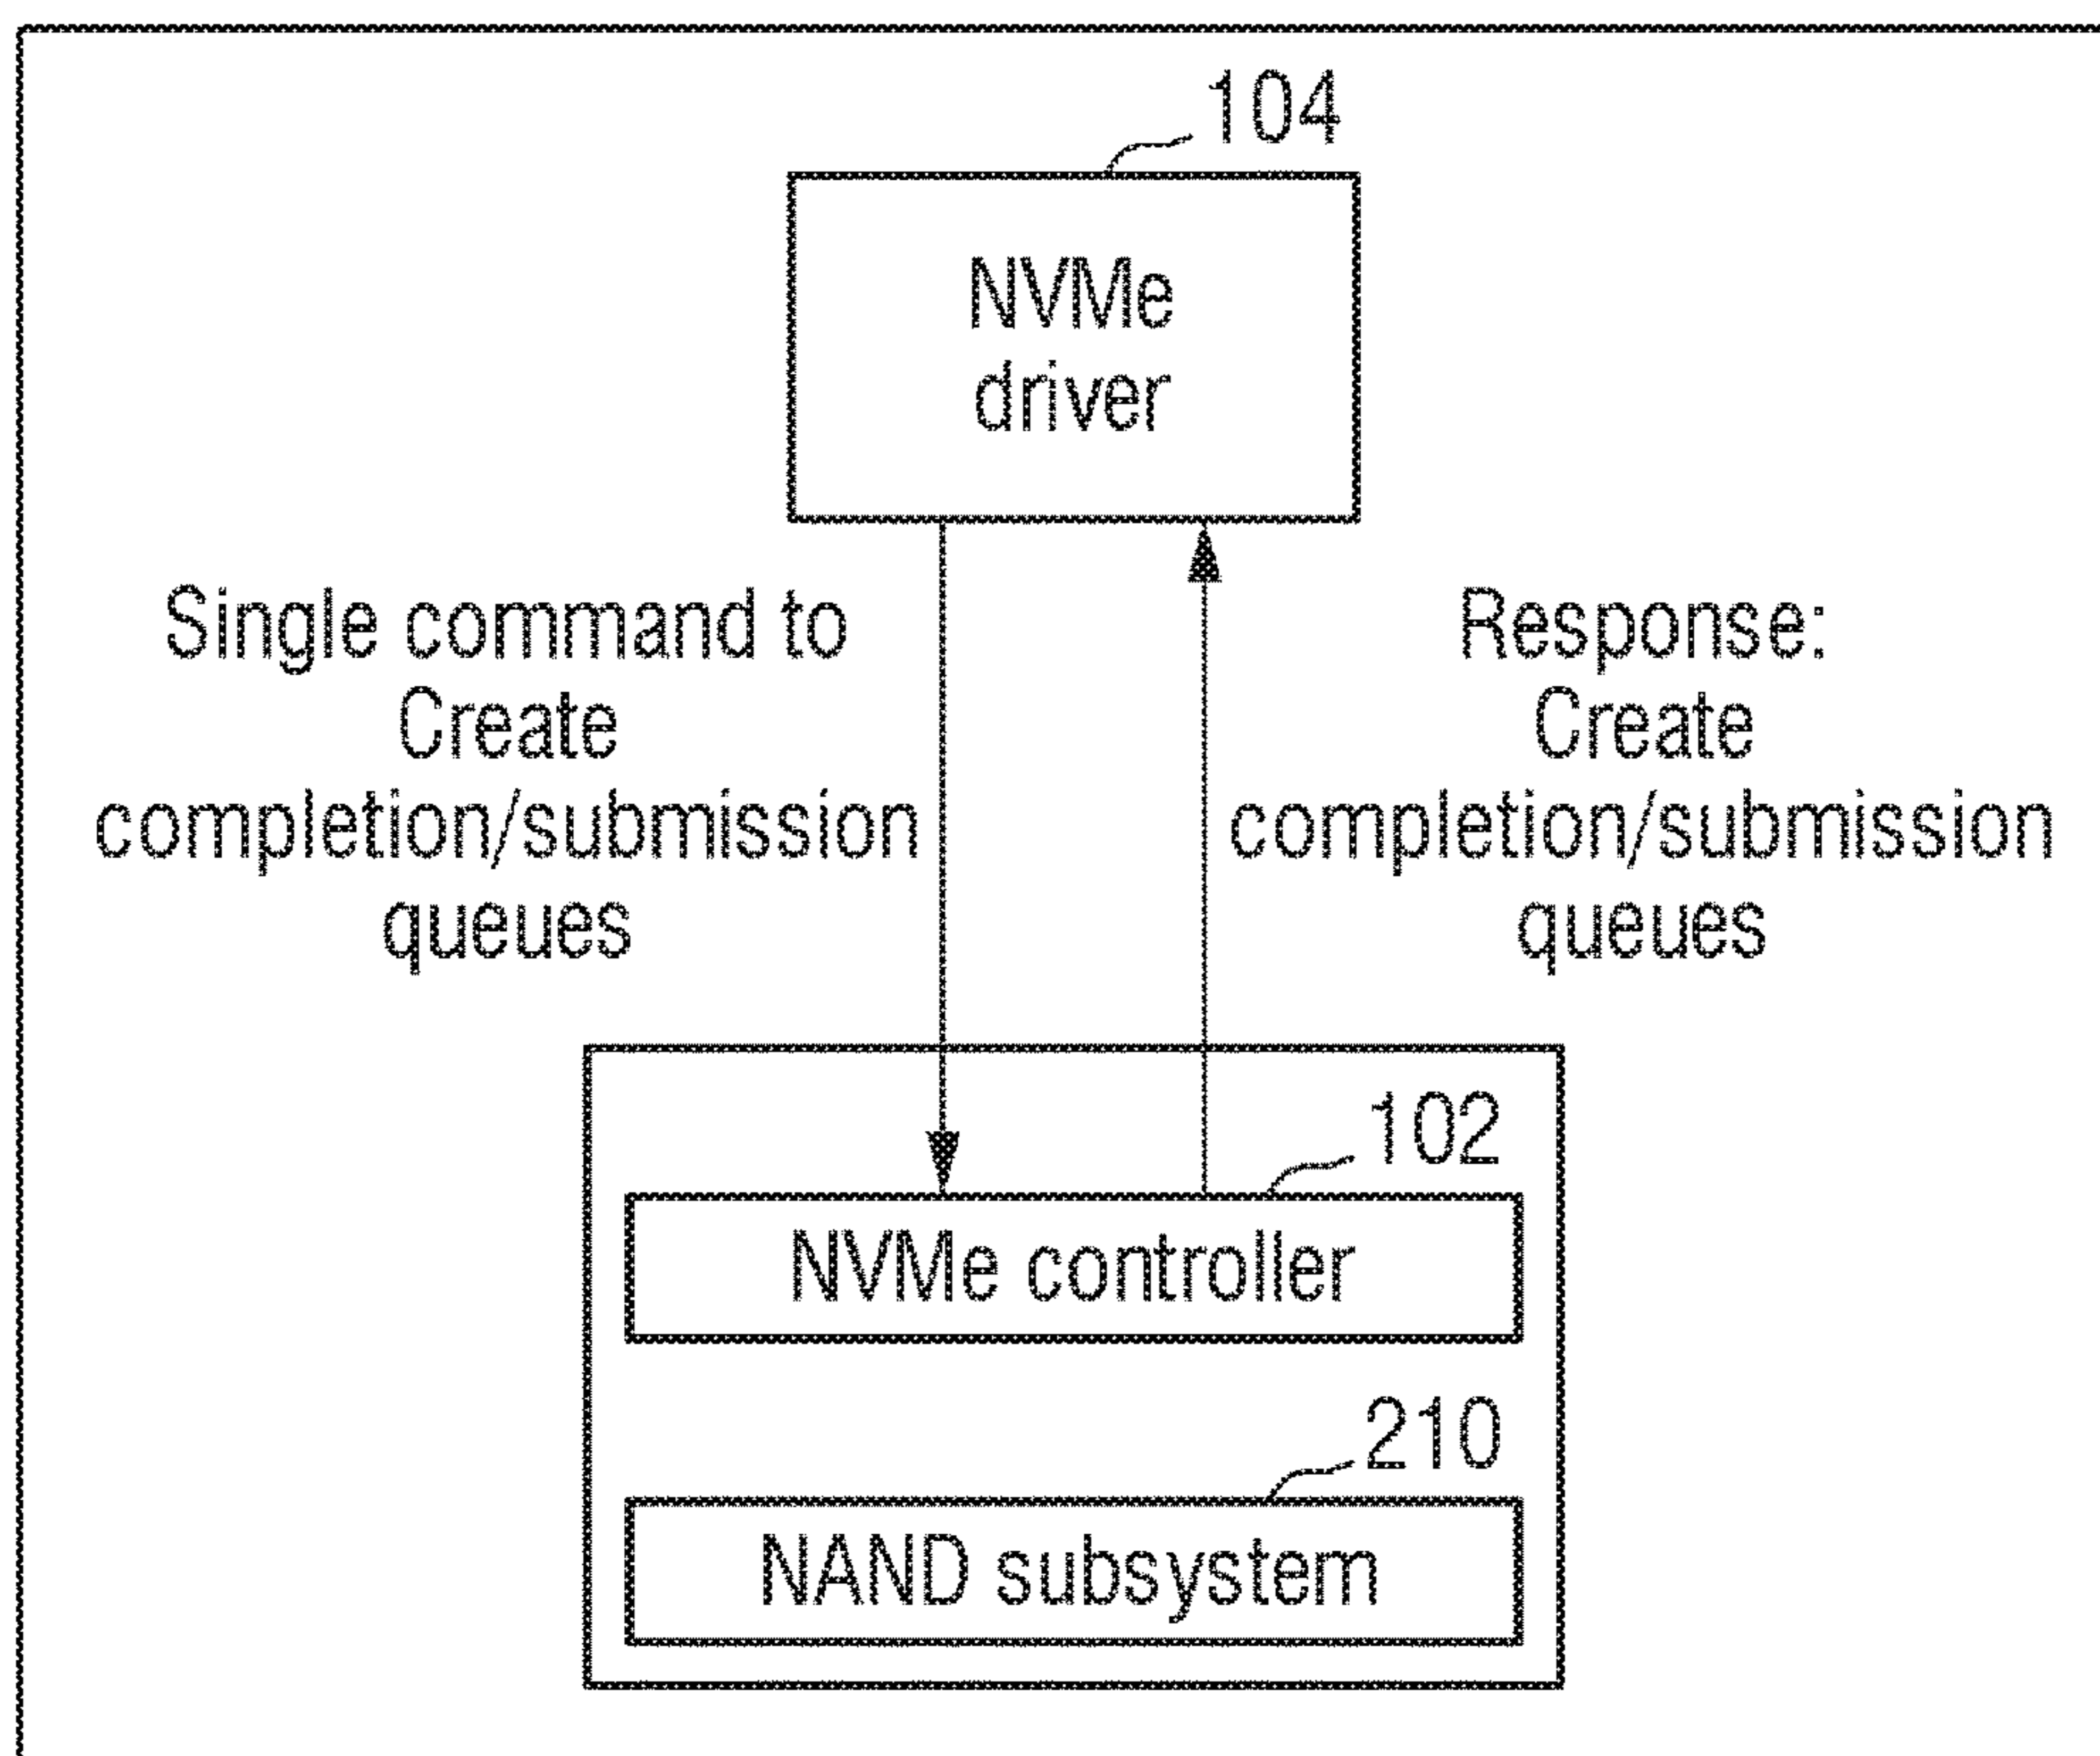 104
NVMe
driver
Single command to
Create
completion/submission
queues
Response:
Create
completion/submission
queues
102
NVMe controller
210
NAND subsystem